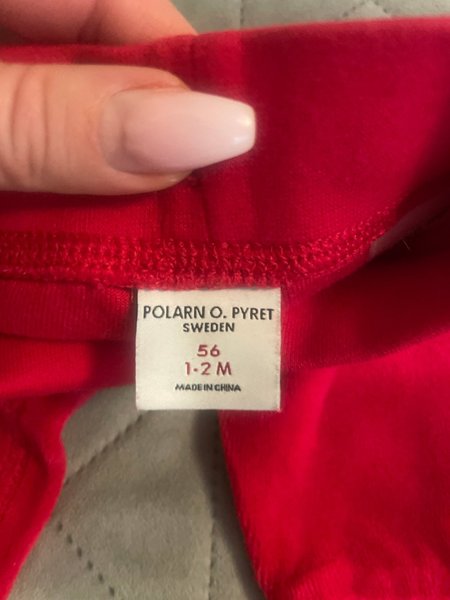 POLARN O. PYRET
SWEDEN
56
1-2 M
MADE IN CHINA